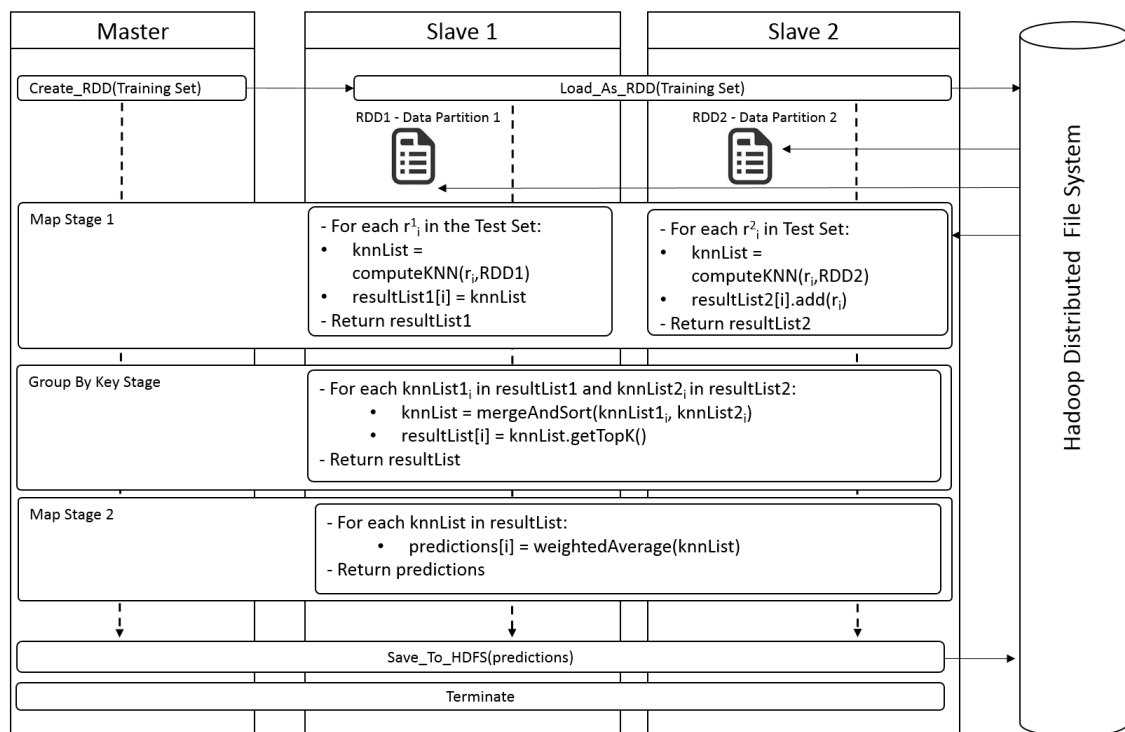 Master
Slave 1
Slave 2
Create_RDD(Training Set)
Load_As_RDD(Training Set)
RDD1 - Data Partition 1
RDD2 - Data Partition 2
Hadoop Distributed File System
Map Stage 1
- For each r¹ᵢ in the Test Set:
• knnList =
computeKNN(rᵢ,RDD1)
• resultList1[i] = knnList
- Return resultList1
- For each r²ᵢ in Test Set:
• knnList =
computeKNN(rᵢ,RDD2)
• resultList2[i].add(rᵢ)
- Return resultList2
Group By Key Stage
- For each knnList1ᵢ in resultList1 and knnList2ᵢ in resultList2:
• knnList = mergeAndSort(knnList1ᵢ, knnList2ᵢ)
• resultList[i] = knnList.getTopK()
- Return resultList
Map Stage 2
- For each knnList in resultList:
• predictions[i] = weightedAverage(knnList)
- Return predictions
Save_To_HDFS(predictions)
Terminate